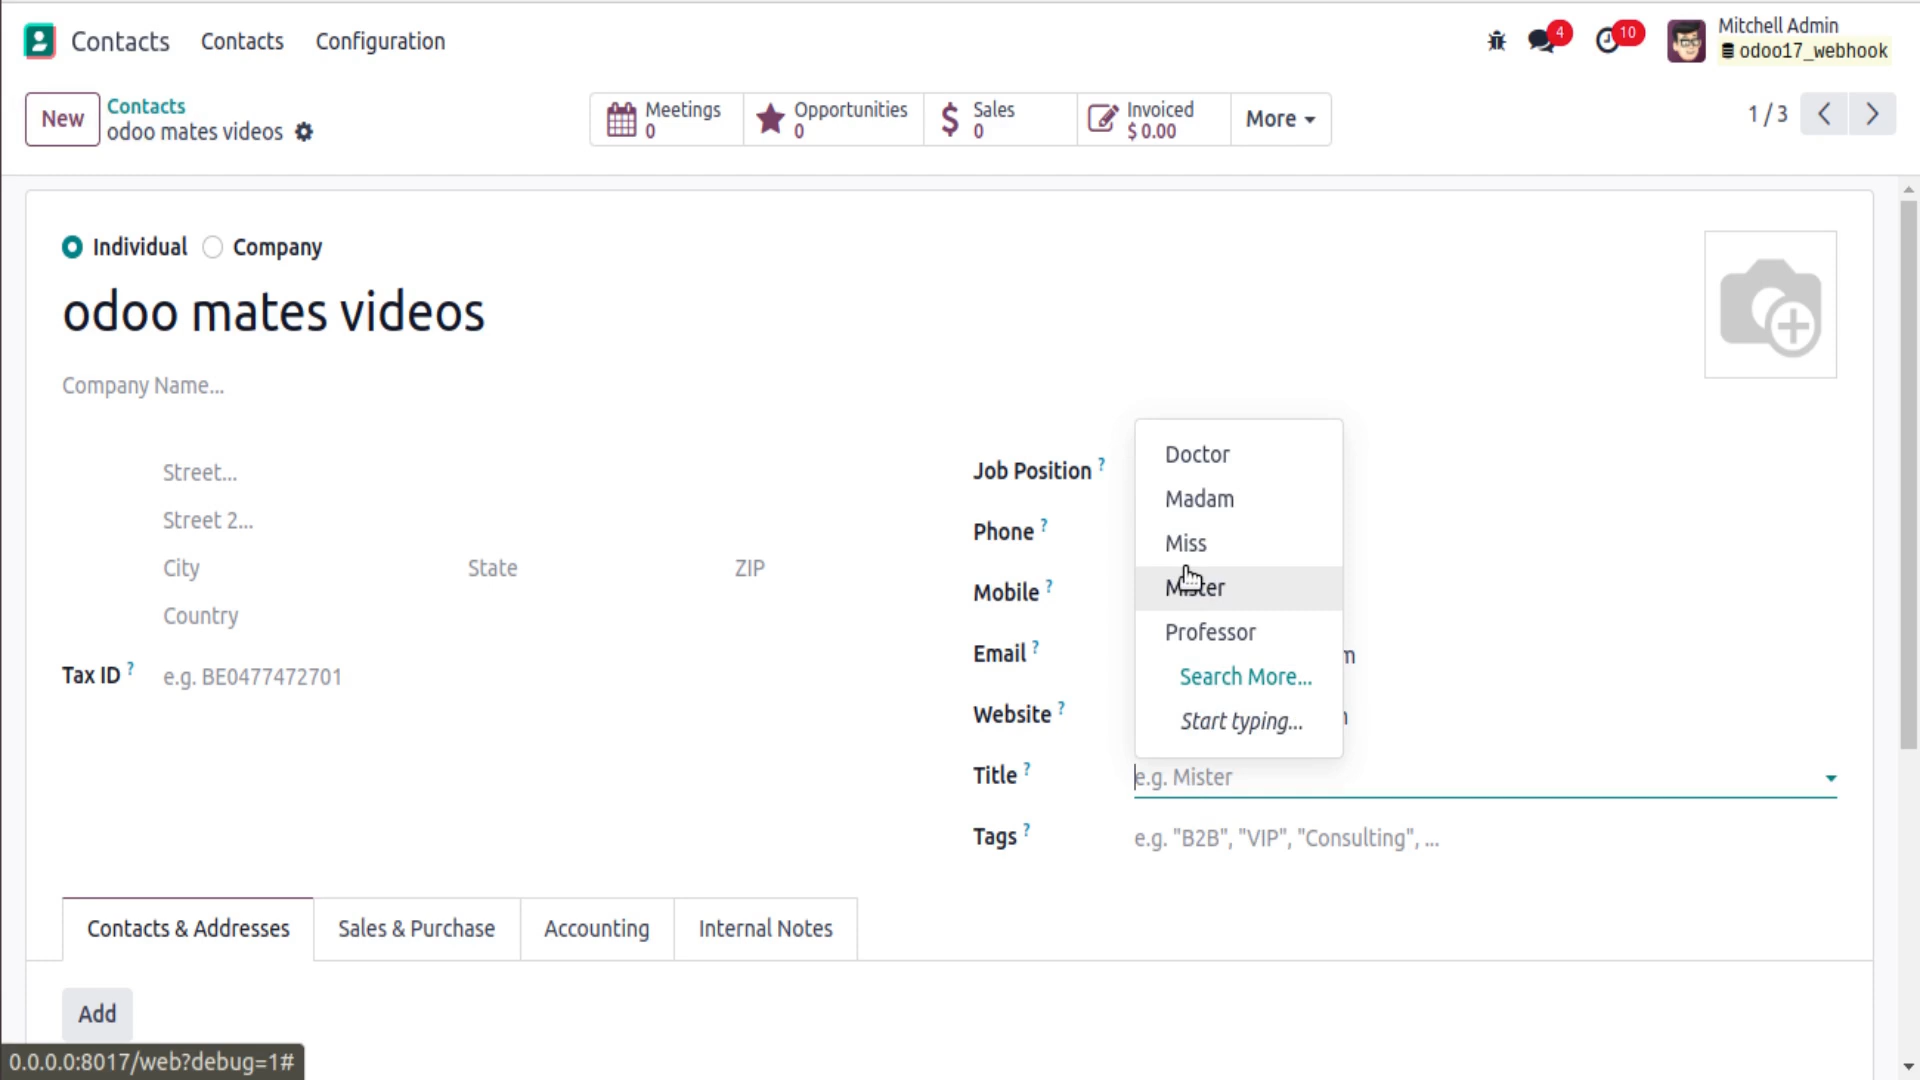 Contacts Contacts Configuration 4 10 Mitchell Admin
odoo17_webhook
New Contacts
odoo mates videos
Meetings
0
Opportunities
0
Sales
0
Invoiced
$ 0.00
More
1 / 3
Individual Company
odoo mates videos
Company Name...
Street...
Street 2...
City State ZIP
Country
Tax ID ? e.g. BE0477472701
Job Position ?
Phone ?
Mobile ?
Email ?
m
Website ?
Title ? e.g. Mister
Tags ? e.g. "B2B", "VIP", "Consulting", ...
Doctor
Madam
Miss
Mister
Professor
Search More...
Start typing...
Contacts & Addresses Sales & Purchase Accounting Internal Notes
Add
0.0.0.0:8017/web?debug=1#